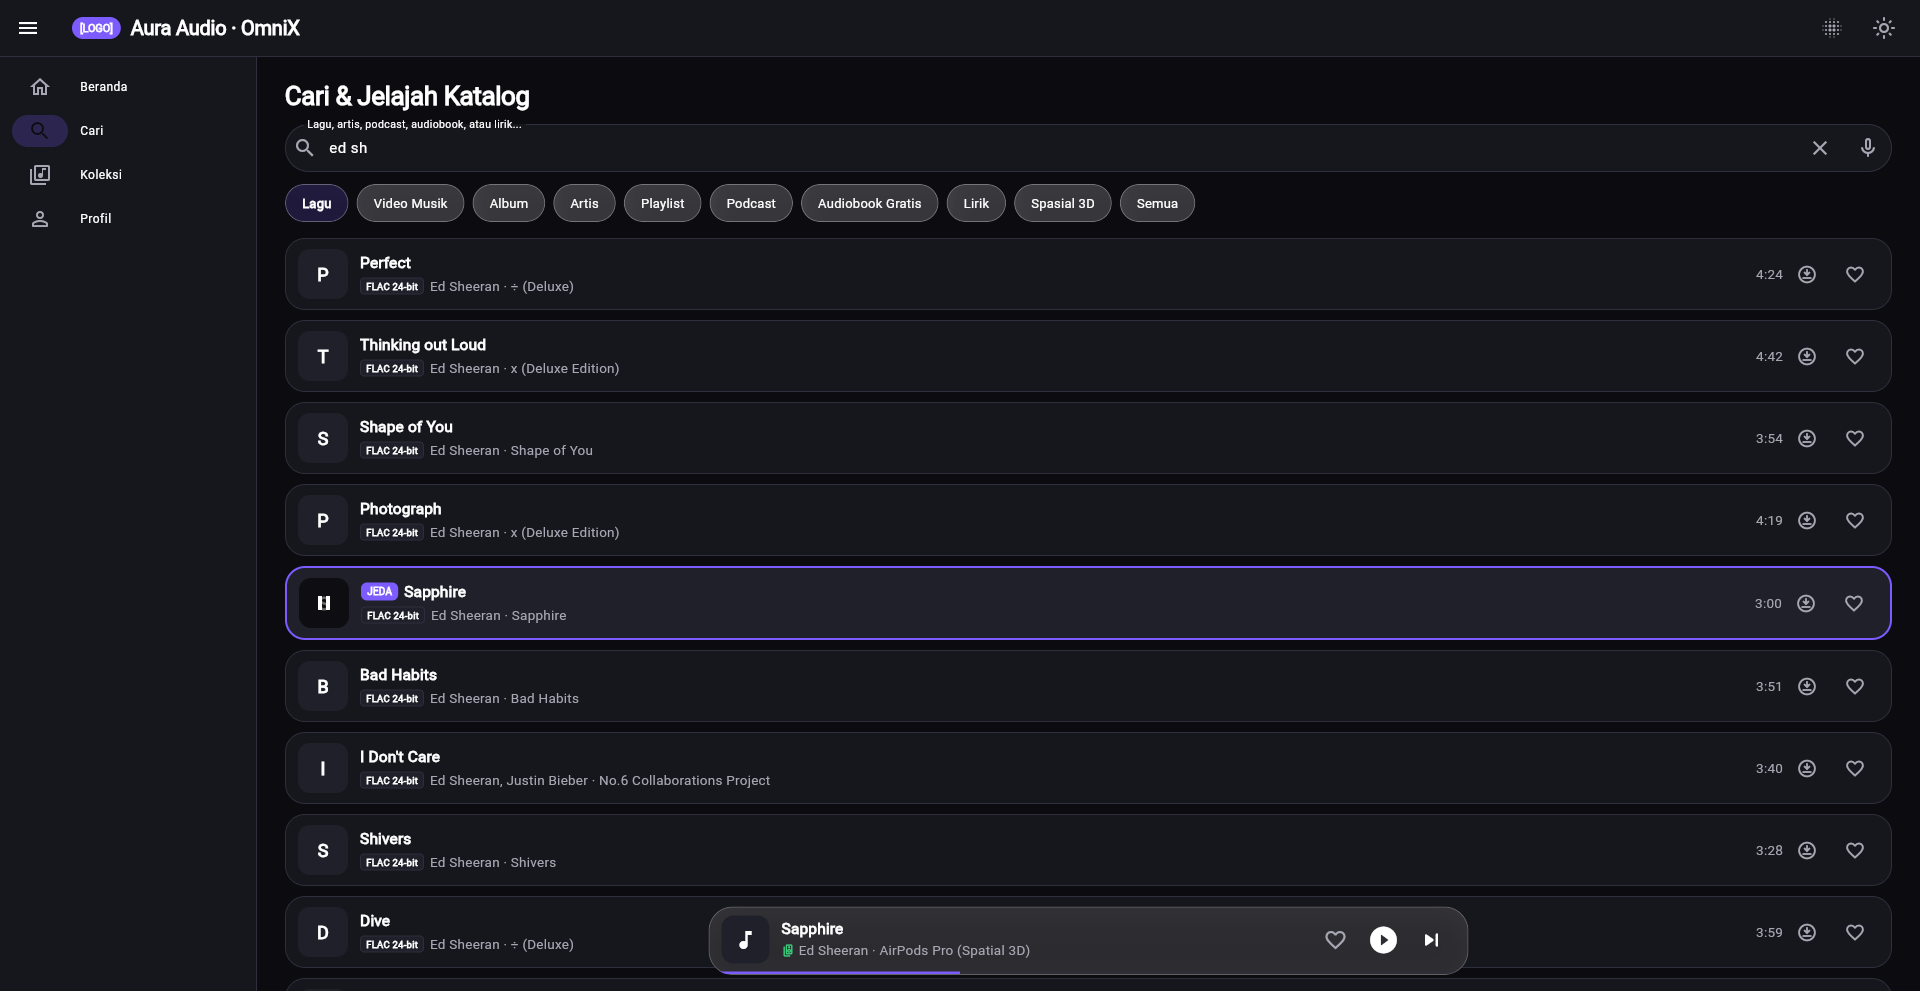 [LOGO] Aura Audio · OmniX
Beranda
Cari
Koleksi
Profil
Cari & Jelajah Katalog
Lagu, artis, podcast, audiobook, atau lirik...
ed sh
Lagu
Video Musik
Album
Artis
Playlist
Podcast
Audiobook Gratis
Lirik
Spasial 3D
Semua
P
Perfect
FLAC 24-bit Ed Sheeran · ÷ (Deluxe)
4:24
T
Thinking out Loud
FLAC 24-bit Ed Sheeran · x (Deluxe Edition)
4:42
S
Shape of You
FLAC 24-bit Ed Sheeran · Shape of You
3:54
P
Photograph
FLAC 24-bit Ed Sheeran · x (Deluxe Edition)
4:19
JEDA Sapphire
FLAC 24-bit Ed Sheeran · Sapphire
3:00
B
Bad Habits
FLAC 24-bit Ed Sheeran · Bad Habits
3:51
I
I Don't Care
FLAC 24-bit Ed Sheeran, Justin Bieber · No.6 Collaborations Project
3:40
S
Shivers
FLAC 24-bit Ed Sheeran · Shivers
3:28
D
Dive
FLAC 24-bit Ed Sheeran · ÷ (Deluxe)
3:59
Sapphire
Ed Sheeran · AirPods Pro (Spatial 3D)